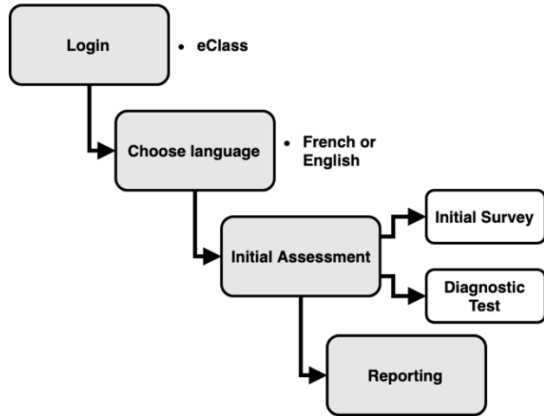 Login
• eClass
Choose language
• French or
English
Initial Assessment
Initial Survey
Diagnostic
Test
Reporting